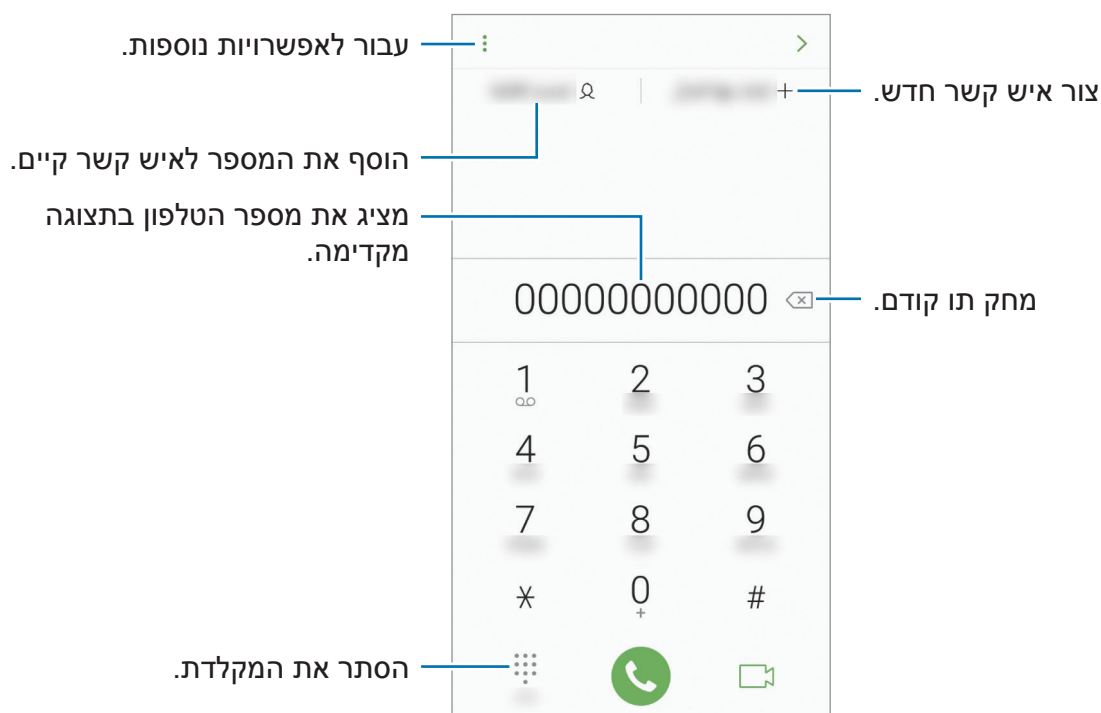 עבור לאפשרויות נוספות.
צור איש קשר חדש.
הוסף את המספר לאיש קשר קיים.
מציג את מספר הטלפון בתצוגה
מקדימה.
00000000000
מחק תו קודם.
1 2 3
4 5 6
7 8 9
* 0 #
+
הסתר את המקלדת.